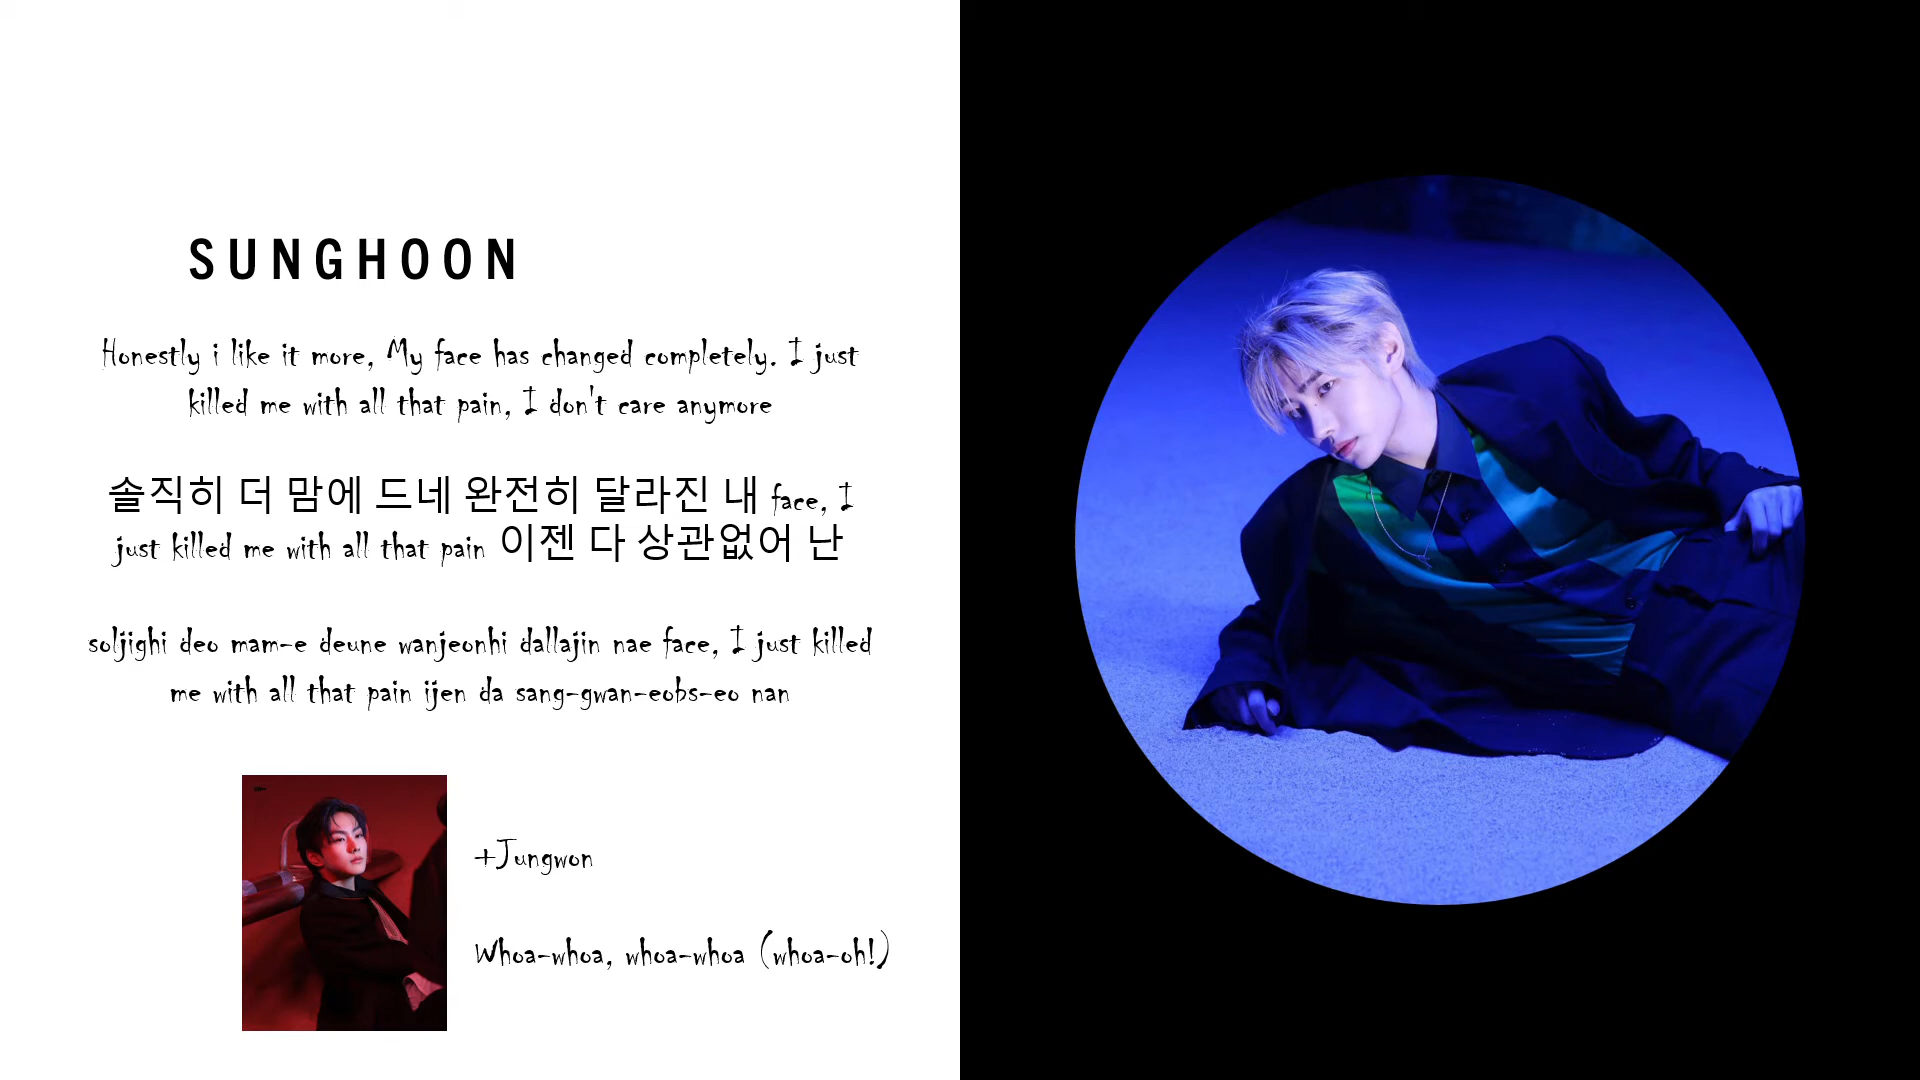 SUNGHOON
Honestly i like it more, My face has changed completely. I just
killed me with all that pain, I don't care anymore
솔직히 더 맘에 드네 완전히 달라진 내 face, I
just killed me with all that pain 이젠 다 상관없어 난
soljighi deo mam-e deune wanjeonhi dallajin nae face, I just killed
me with all that pain ijen da sang-gwan-eobs-eo nan
+Jungwon
Whoa-whoa, whoa-whoa (whoa-oh!)